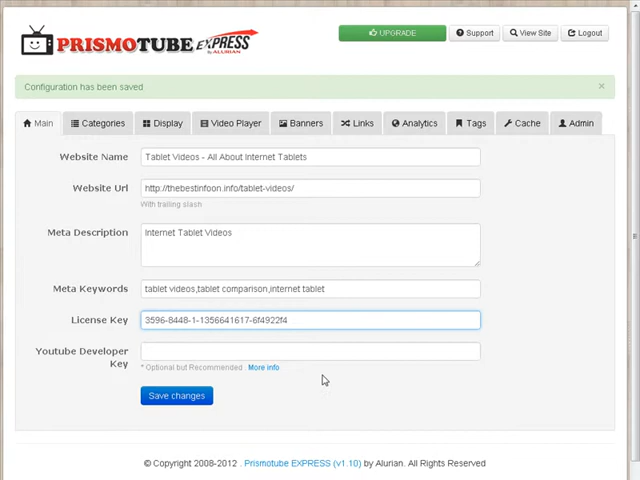 PRISMOTUBE EXPRESS
by ALURIAN
UPGRADE
Support
View Site
Logout
Configuration has been saved
×
Main
Categories
Display
Video Player
Banners
Links
Analytics
Tags
Cache
Admin
Website Name
Tablet Videos - All About Internet Tablets
Website Url
http://thebestinfoon.info/tablet-videos/
With trailing slash
Meta Description
Internet Tablet Videos
Meta Keywords
tablet videos,tablet comparison,internet tablet
License Key
3596-8448-1-1356641617-6f4922f4
Youtube Developer
Key
* Optional but Recommended . More info
Save changes
© Copyright 2008-2012 . Prismotube EXPRESS (v1.10) by Alurian. All Rights Reserved